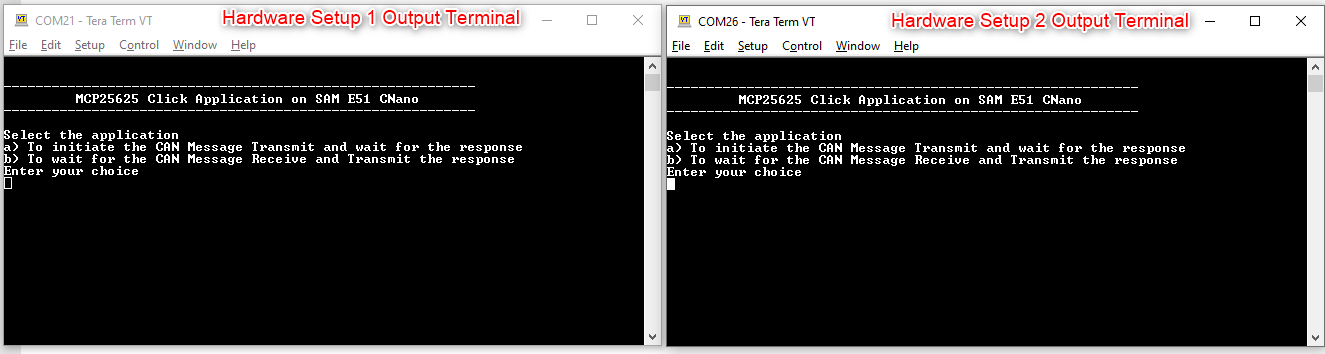 COM21 - Tera Term VT
Hardware Setup 1 Output Terminal
File Edit Setup Control Window Help
MCP25625 Click Application on SAM E51 CNano
Select the application
a) To initiate the CAN Message Transmit and wait for the response
b) To wait for the CAN Message Receive and Transmit the response
Enter your choice
COM26 - Tera Term VT
Hardware Setup 2 Output Terminal
File Edit Setup Control Window Help
MCP25625 Click Application on SAM E51 CNano
Select the application
a) To initiate the CAN Message Transmit and wait for the response
b) To wait for the CAN Message Receive and Transmit the response
Enter your choice